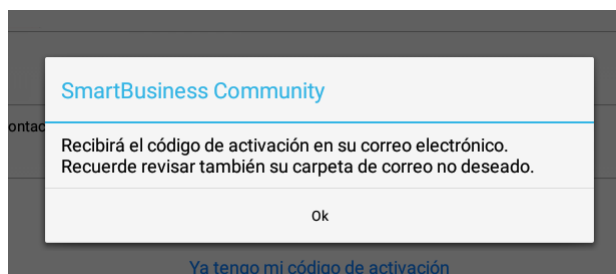 SmartBusiness Community
ontac
Recibirá el código de activación en su correo electrónico.
Recuerde revisar también su carpeta de correo no deseado.
Ok
Ya tengo mi código de activación